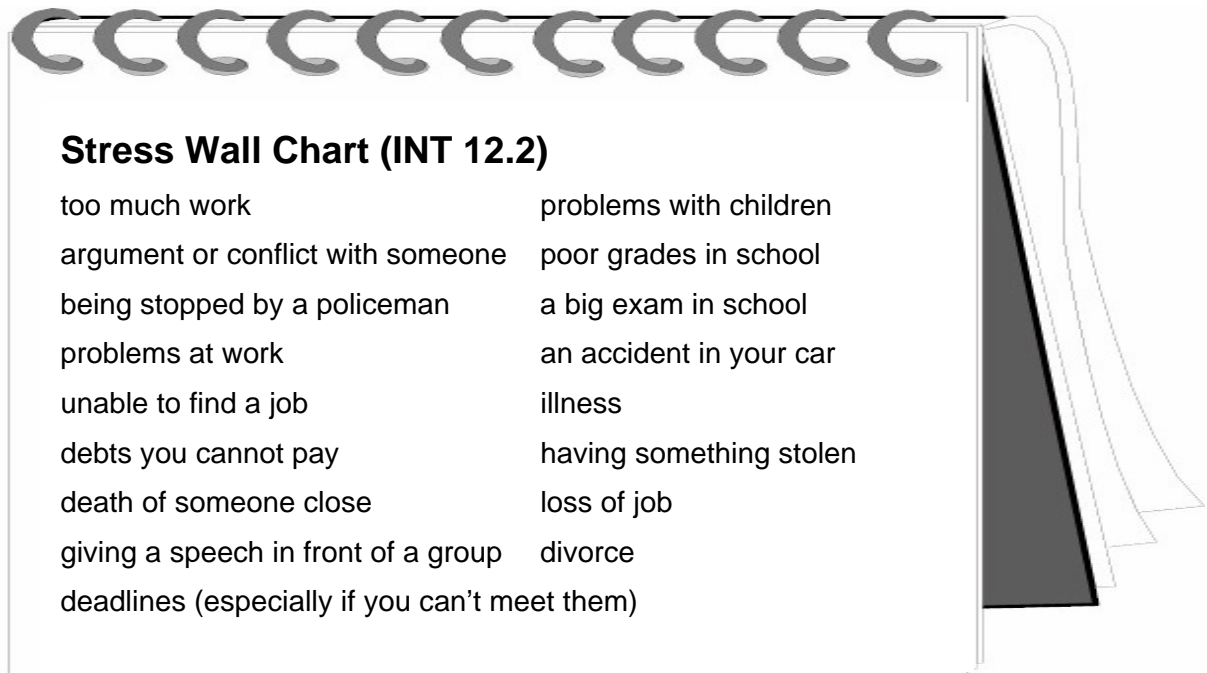 Stress Wall Chart (INT 12.2)
too much work
argument or conflict with someone
being stopped by a policeman
problems at work
unable to find a job
debts you cannot pay
death of someone close
giving a speech in front of a group
deadlines (especially if you can't meet them)
problems with children
poor grades in school
a big exam in school
an accident in your car
illness
having something stolen
loss of job
divorce